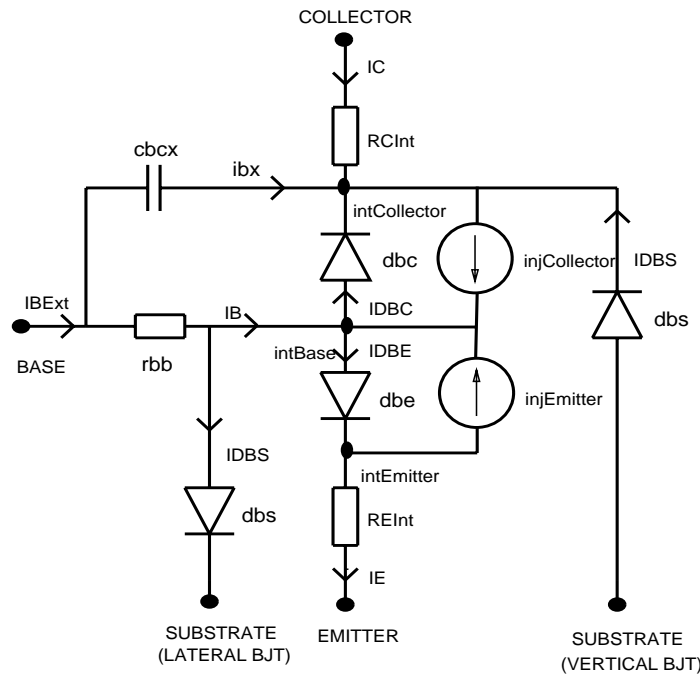 COLLECTOR
IC
RCInt
cbcx
ibx
intCollector
dbc
injCollector
IDBS
IBExt
IB
IDBC
dbs
BASE
rbb
intBase
IDBE
dbe
injEmitter
IDBS
intEmitter
dbs
REInt
IE
SUBSTRATE
(LATERAL BJT)
EMITTER
SUBSTRATE
(VERTICAL BJT)